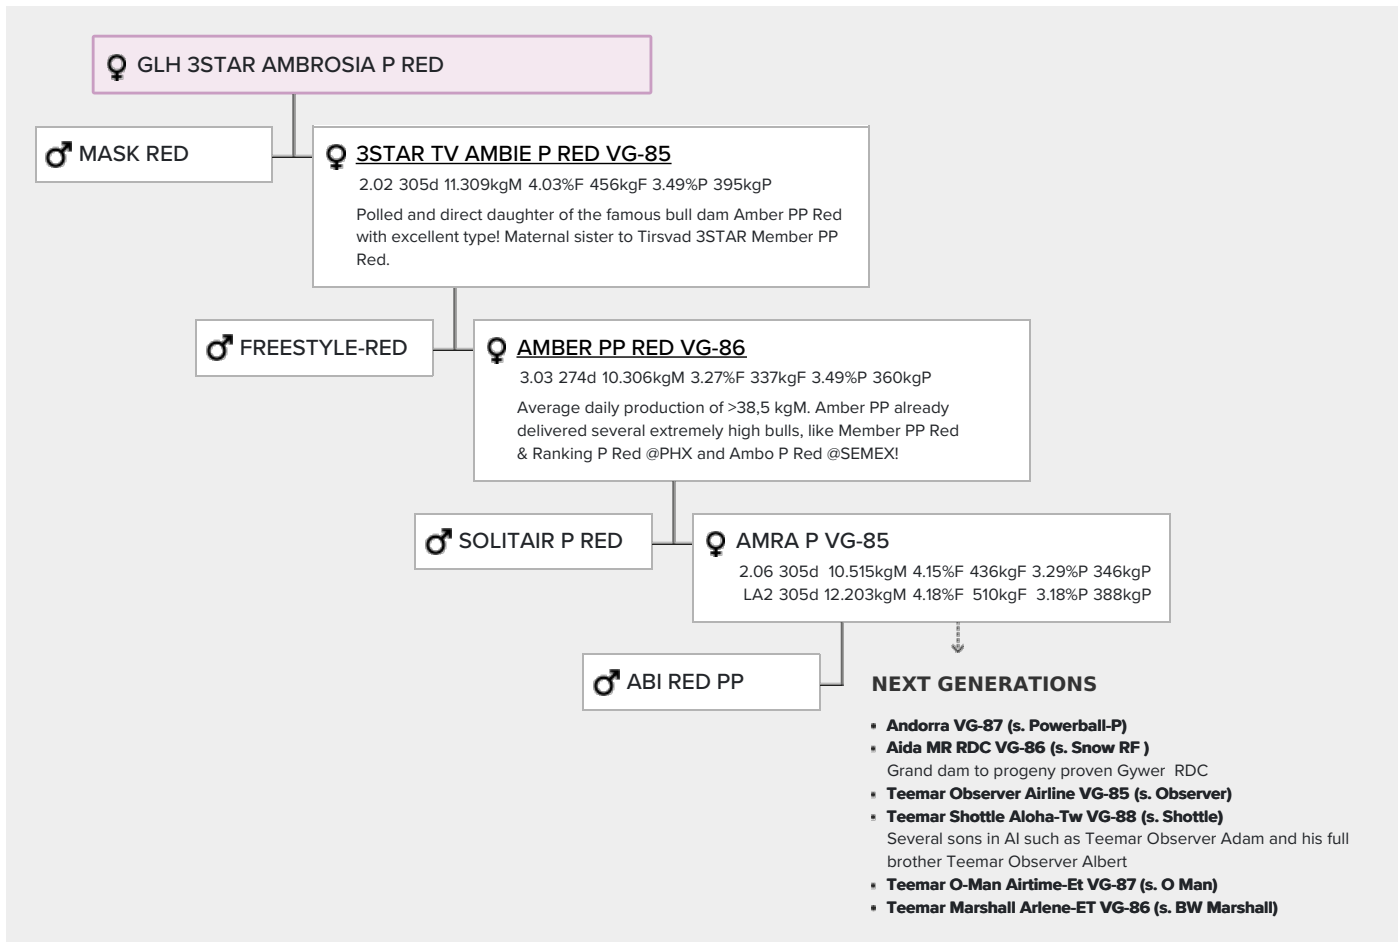 GLH 3STAR AMBROSIA P RED
MASK RED
3STAR TV AMBIE P RED VG-85
2.02 305d 11.309kgM 4.03%F 456kgF 3.49%P 395kgP
Polled and direct daughter of the famous bull dam Amber PP Red
with excellent type! Maternal sister to Tirsvad 3STAR Member PP
Red.
FREESTYLE-RED
AMBER PP RED VG-86
3.03 274d 10.306kgM 3.27%F 337kgF 3.49%P 360kgP
Average daily production of >38,5 kgM. Amber PP already
delivered several extremely high bulls, like Member PP Red
& Ranking P Red @PHX and Ambo P Red @SEMEX!
SOLITAIR P RED
AMRA P VG-85
2.06 305d 10.515kgM 4.15%F 436kgF 3.29%P 346kgP
LA2 305d 12.203kgM 4.18%F 510kgF 3.18%P 388kgP
ABI RED PP
NEXT GENERATIONS
▪ Andorra VG-87 (s. Powerball-P)
▪ Aida MR RDC VG-86 (s. Snow RF )
Grand dam to progeny proven Gywer RDC
▪ Teemar Observer Airline VG-85 (s. Observer)
▪ Teemar Shottle Aloha-Tw VG-88 (s. Shottle)
Several sons in AI such as Teemar Observer Adam and his full
brother Teemar Observer Albert
▪ Teemar O-Man Airtime-Et VG-87 (s. O Man)
▪ Teemar Marshall Arlene-ET VG-86 (s. BW Marshall)